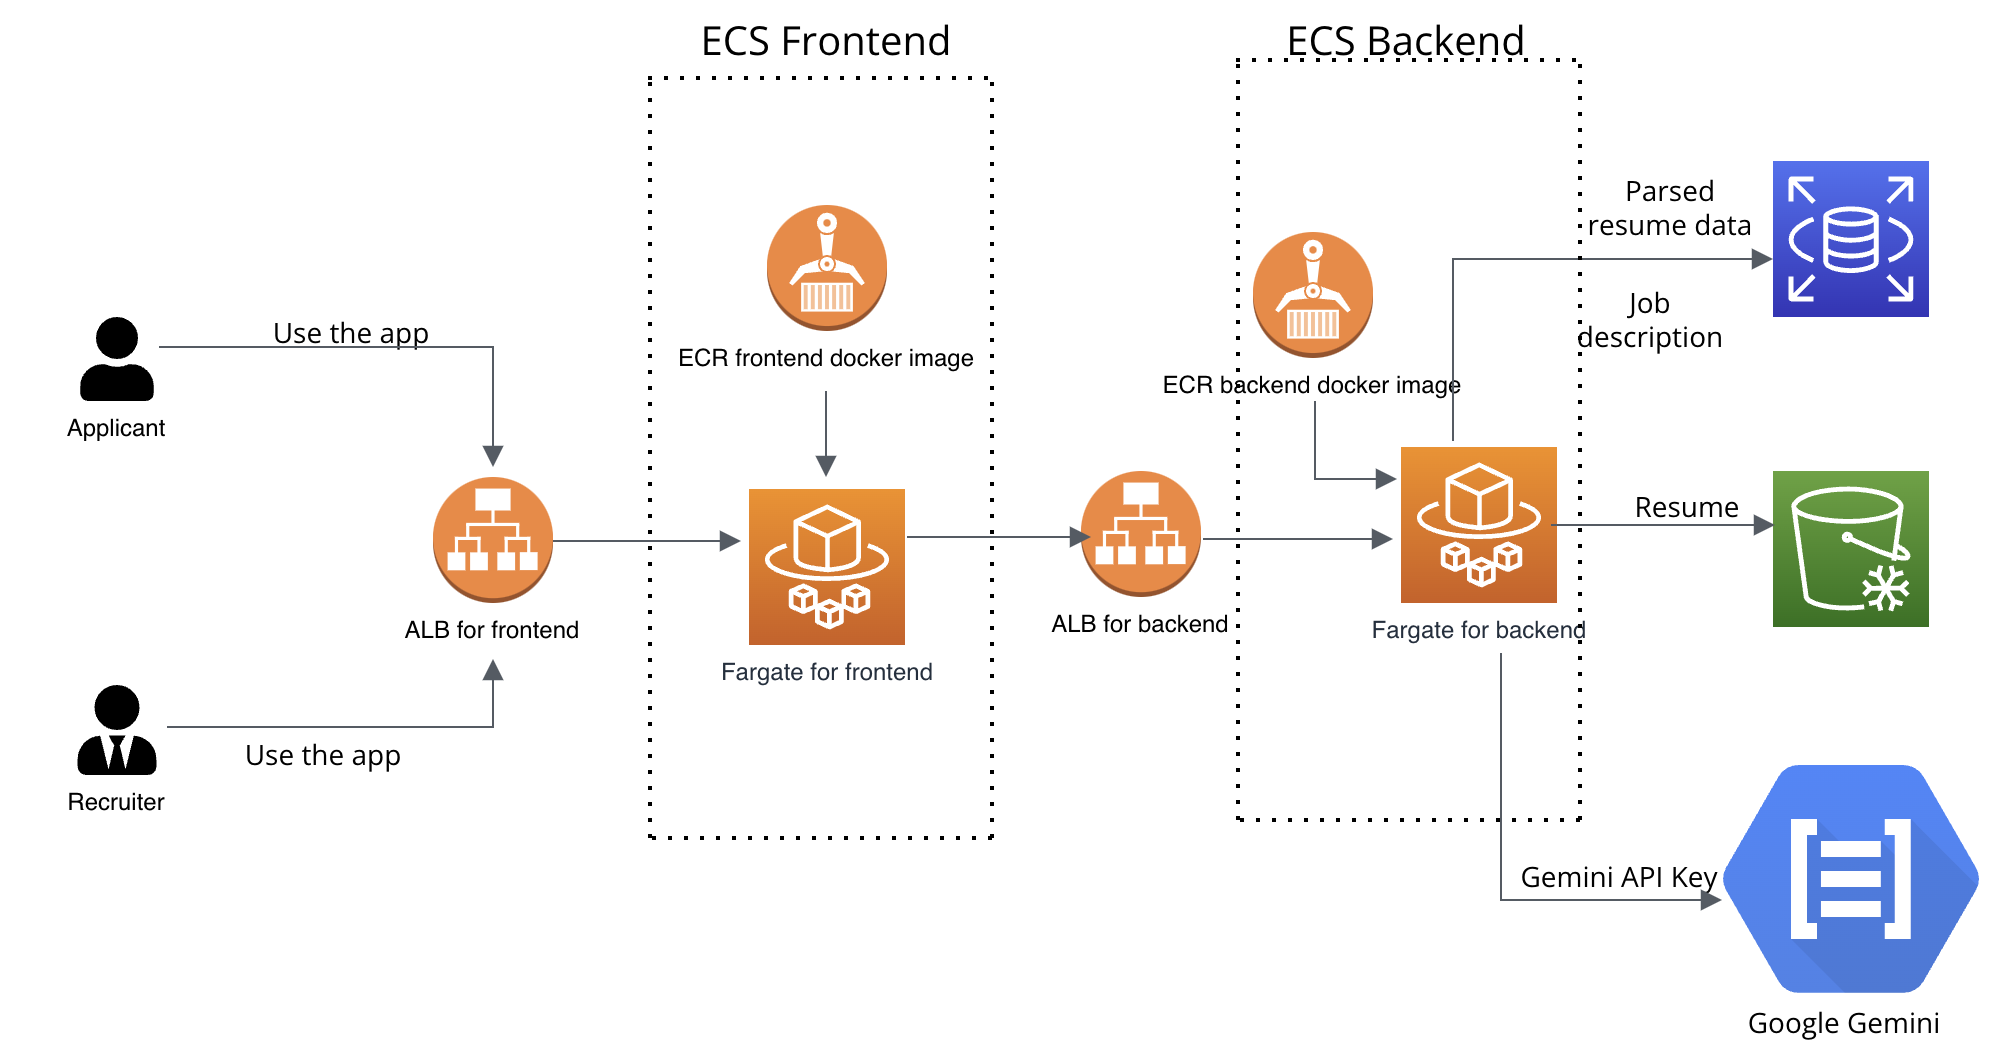 ECS Frontend
ECS Backend
Parsed
resume data
Job
description
Use the app
ECR frontend docker image
ECR backend docker image
Applicant
Resume
ALB for frontend
ALB for backend
Fargate for backend
Fargate for frontend
Use the app
Recruiter
Gemini API Key
Google Gemini